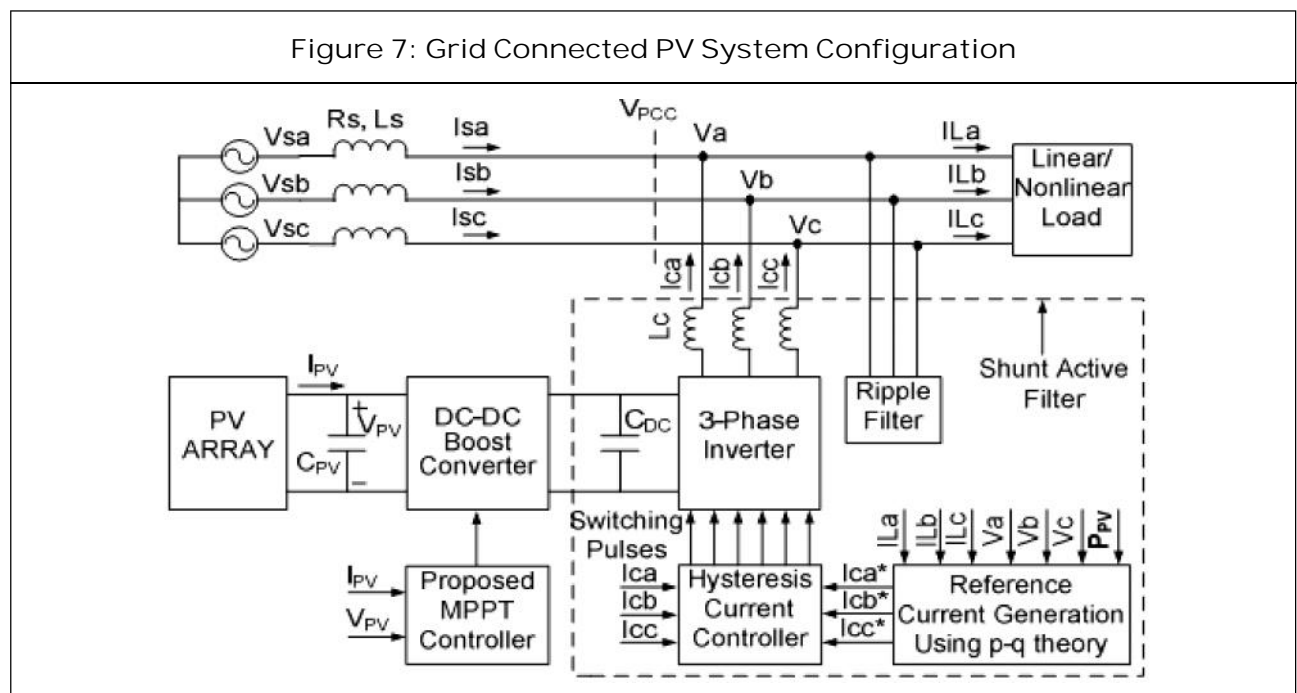 Figure 7: Grid Connected PV System Configuration
Vsa
Rs, Ls
Isa
VPCC
Va
ILa
Linear/
Nonlinear
Load
Vsb
Isb
Vb
ILb
Vsc
Isc
Vc
ILc
Ica
Icb
Icc
Lc
Shunt Active
Filter
PV
ARRAY
IPV
+
VPV
CPV
–
DC-DC
Boost
Converter
CDC
3-Phase
Inverter
Ripple
Filter
Switching
Pulses
ILa
ILb
ILc
Va
Vb
Vc
PPV
IPV
VPV
Proposed
MPPT
Controller
Ica
Icb
Icc
Hysteresis
Current
Controller
Ica*
Icb*
Icc*
Reference
Current Generation
Using p-q theory